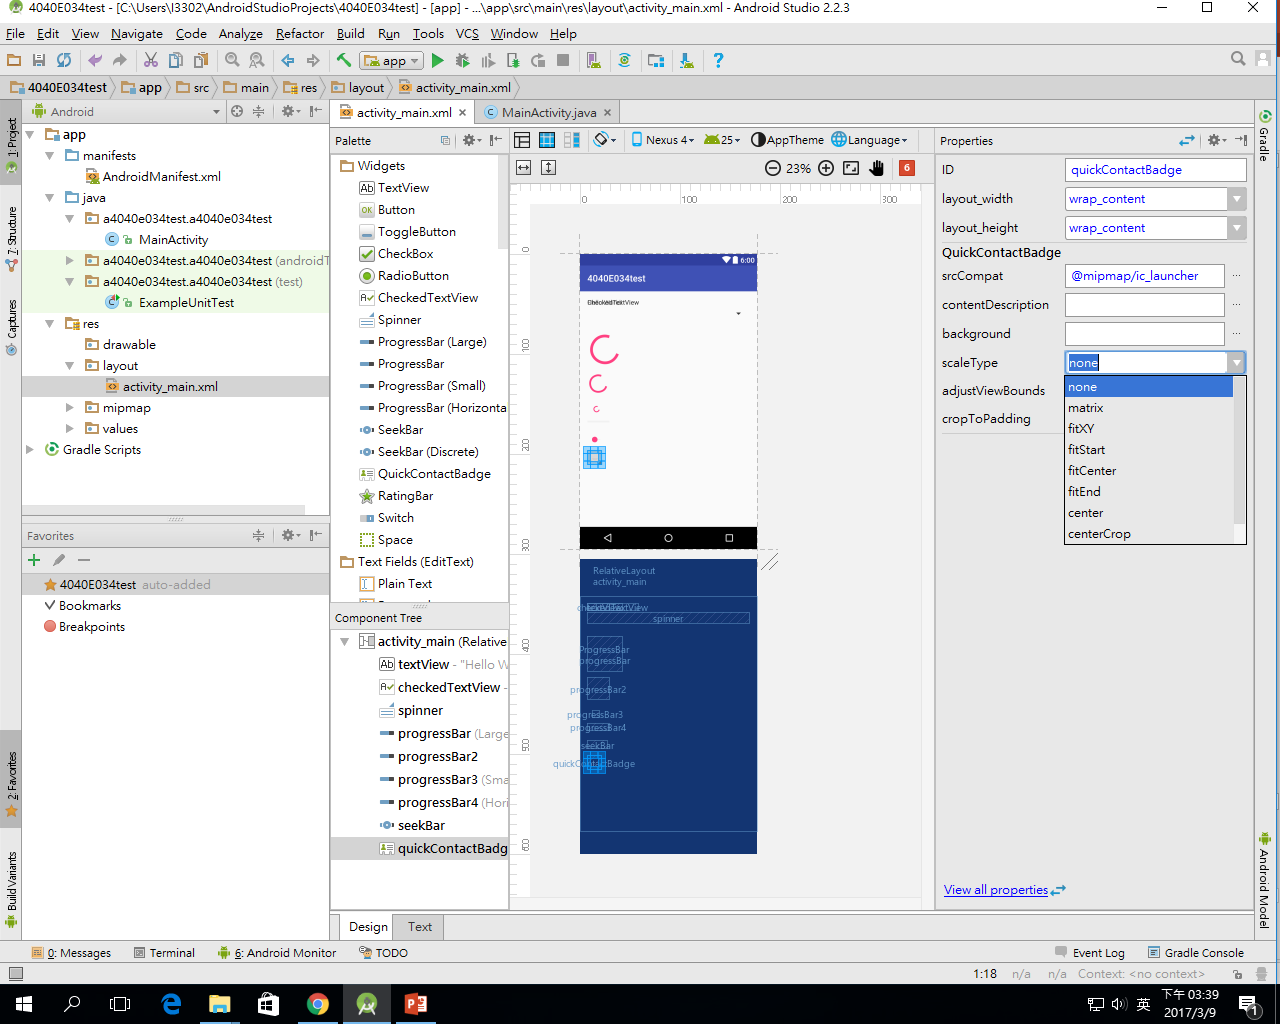 4040E034test - [C:\Users\I3302\AndroidStudioProjects\4040E034test] - [app] - ...\app\src\main\res\layout\activity_main.xml - Android Studio 2.2.3
File Edit View Navigate Code Analyze Refactor Build Run Tools VCS Window Help
app
4040E034test app src main res layout activity_main.xml
1: Project
7: Structure
Captures
2: Favorites
Build Variants
Android
app
manifests
AndroidManifest.xml
java
a4040e034test.a4040e034test
MainActivity
a4040e034test.a4040e034test (androidT
a4040e034test.a4040e034test (test)
ExampleUnitTest
res
drawable
layout
activity_main.xml
mipmap
values
Gradle Scripts
Favorites
4040E034test auto-added
Bookmarks
Breakpoints
activity_main.xml MainActivity.java
Palette
Widgets
TextView
Button
ToggleButton
CheckBox
RadioButton
CheckedTextView
Spinner
ProgressBar (Large)
ProgressBar
ProgressBar (Small)
ProgressBar (Horizonta
SeekBar
SeekBar (Discrete)
QuickContactBadge
RatingBar
Switch
Space
Text Fields (EditText)
Plain Text
Component Tree
activity_main (Relative
textView - "Hello W
checkedTextView -
spinner
progressBar (Large
progressBar2
progressBar3 (Sma
progressBar4 (Hori
seekBar
quickContactBadg
Nexus 4 25 AppTheme Language
23% 6
0 100 300
0
100
200
300
400
500
600
6:00
4040E034test
RelativeLayout
activity_main
spinner
ProgressBar
progressBar
progressBar2
progressBar3
progressBar4
seekBar
quickContactBadge
Properties
ID quickContactBadge
layout_width wrap_content
layout_height wrap_content
QuickContactBadge
srcCompat @mipmap/ic_launcher ...
contentDescription ...
background ...
scaleType none
adjustViewBounds
cropToPadding
none
matrix
fitXY
fitStart
fitCenter
fitEnd
center
centerCrop
View all properties
Gradle
Android Model
Design Text
0: Messages Terminal 6: Android Monitor TODO Event Log Gradle Console
1:18 n/a n/a Context: <no context>
英
下午 03:39
2017/3/9
1